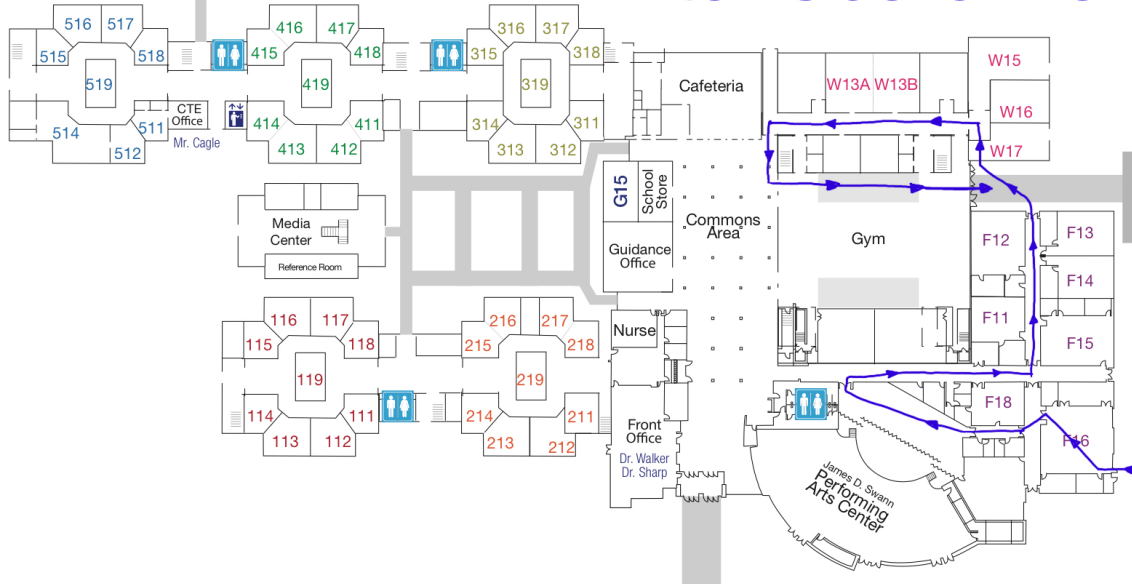 516
517
515
518
519
514
511
512
CTE
Office
Mr. Cagle
416
417
415
418
419
414
411
413
412
316
317
315
318
319
314
311
313
312
Cafeteria
W13A
W13B
W15
W16
W17
G15
School
Store
Guidance
Office
Commons
Area
Gym
Media
Center
Reference Room
F12
F13
F14
F11
F15
F18
F16
116
117
115
118
119
114
111
113
112
216
217
215
218
219
214
211
213
212
Nurse
Front
Office
Dr. Walker
Dr. Sharp
James D. Swann
Performing
Arts Center